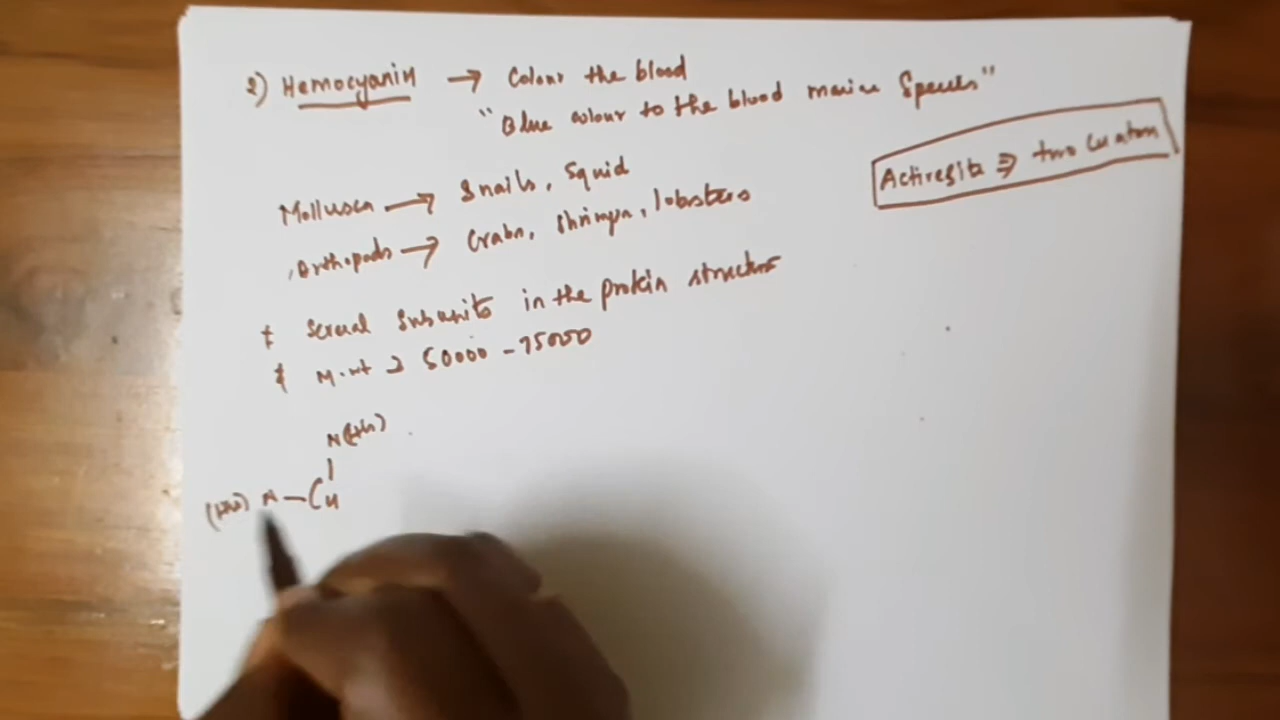 2) Hemocyanin → Colour the blood
"Blue colour to the blood marine Species"
Activesite ⇒ two Cu atom
Mollusca → Snails, Squid
Orthopods → Crabs, Shrimps, lobsters
* Several subunits in the protein structure
* M.wt 50000 - 75000
N(His)
(His) N - Cu